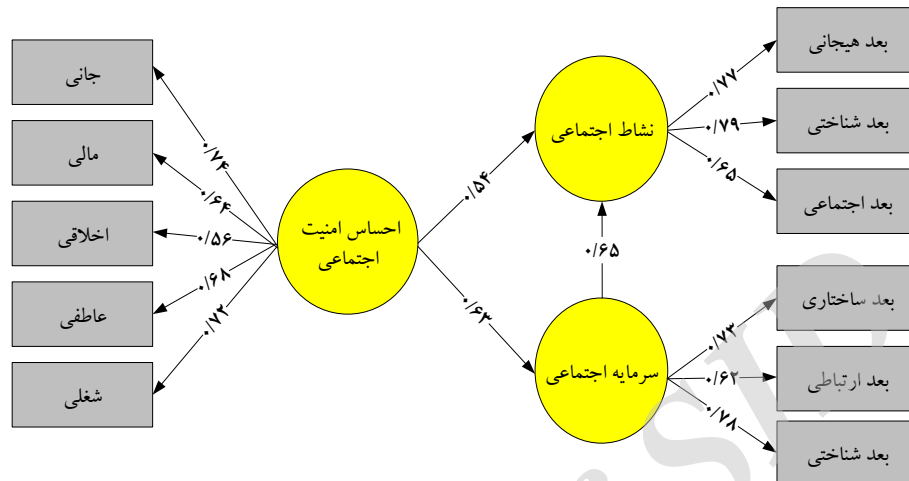 بعد هیجانی
۰/۷۷
جانی
نشاط اجتماعی
بعد شناختی
۰/۷۹
۰/۷۴
مالی
۰/۶۵
بعد اجتماعی
۰/۵۴
۰/۶۴
احساس امنیت
اجتماعی
اخلاقی
۰/۵۶
۰/۶۵
بعد ساختاری
۰/۶۸
عاطفی
۰/۶۳
۰/۷۳
سرمایه اجتماعی
بعد ارتباطی
۰/۶۲
۰/۷۲
شغلی
۰/۷۸
بعد شناختی
SID